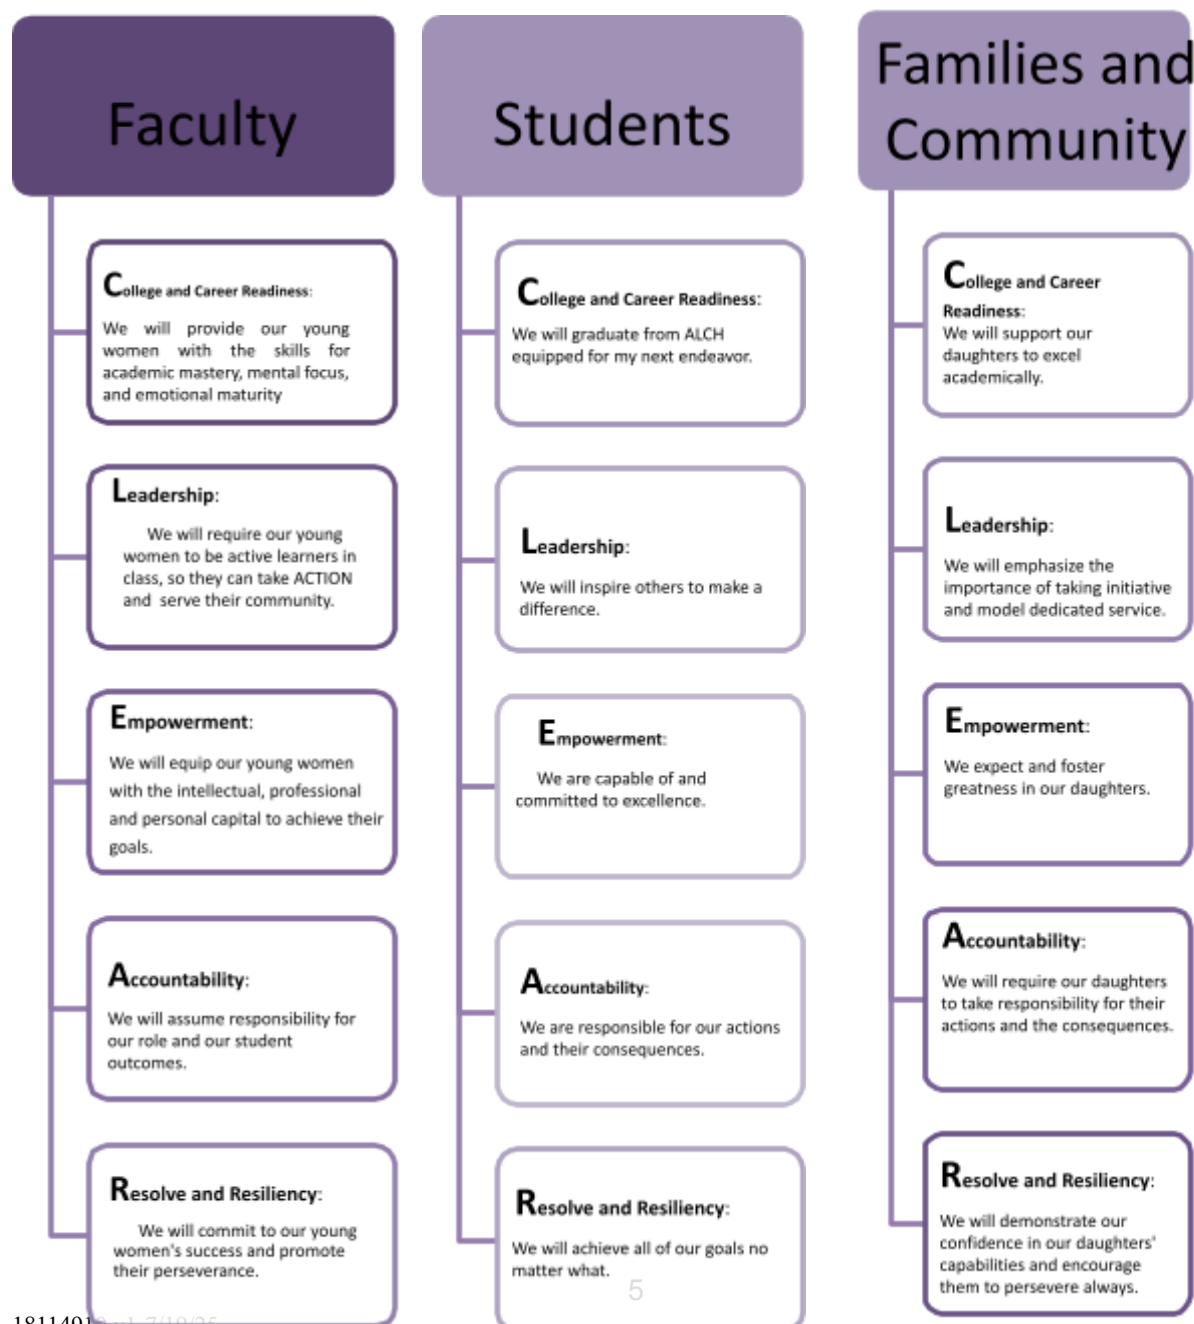 Faculty
College and Career Readiness:
We will provide our young
women with the skills for
academic mastery, mental focus,
and emotional maturity
Leadership:
We will require our young
women to be active learners in
class, so they can take ACTION
and serve their community.
Empowerment:
We will equip our young women
with the intellectual, professional
and personal capital to achieve their
goals.
Accountability:
We will assume responsibility for
our role and our student
outcomes.
Resolve and Resiliency:
We will commit to our young
women's success and promote
their perseverance.
Students
College and Career Readiness:
We will graduate from ALCH
equipped for my next endeavor.
Leadership:
We will inspire others to make a
difference.
Empowerment:
We are capable of and
committed to excellence.
Accountability:
We are responsible for our actions
and their consequences.
Resolve and Resiliency:
We will achieve all of our goals no
matter what.
Families and
Community
College and Career
Readiness:
We will support our
daughters to excel
academically.
Leadership:
We will emphasize the
importance of taking initiative
and model dedicated service.
Empowerment:
We expect and foster
greatness in our daughters.
Accountability:
We will require our daughters
to take responsibility for their
actions and the consequences.
Resolve and Resiliency:
We will demonstrate our
confidence in our daughters'
capabilities and encourage
them to persevere always.
5